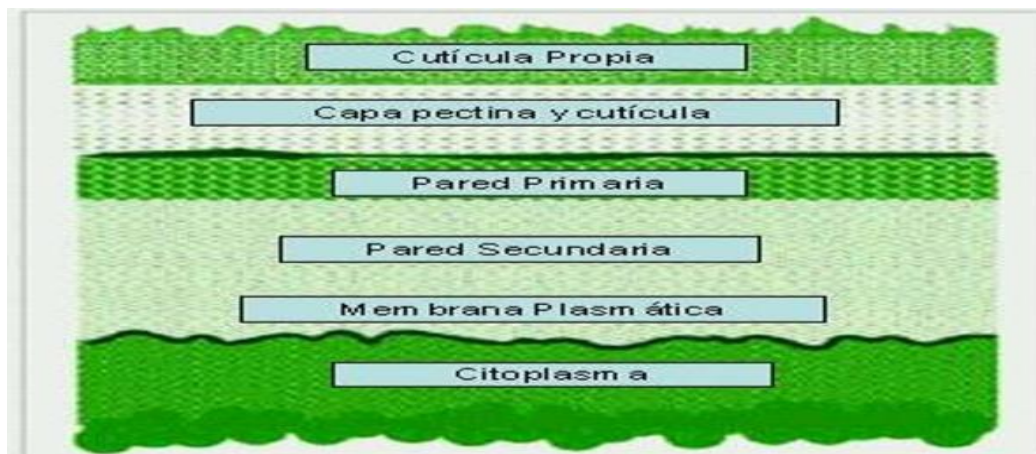 Cutícula Propia
Capa pectina y cutícula
Pared Primaria
Pared Secundaria
Membrana Plasmática
Citoplasma